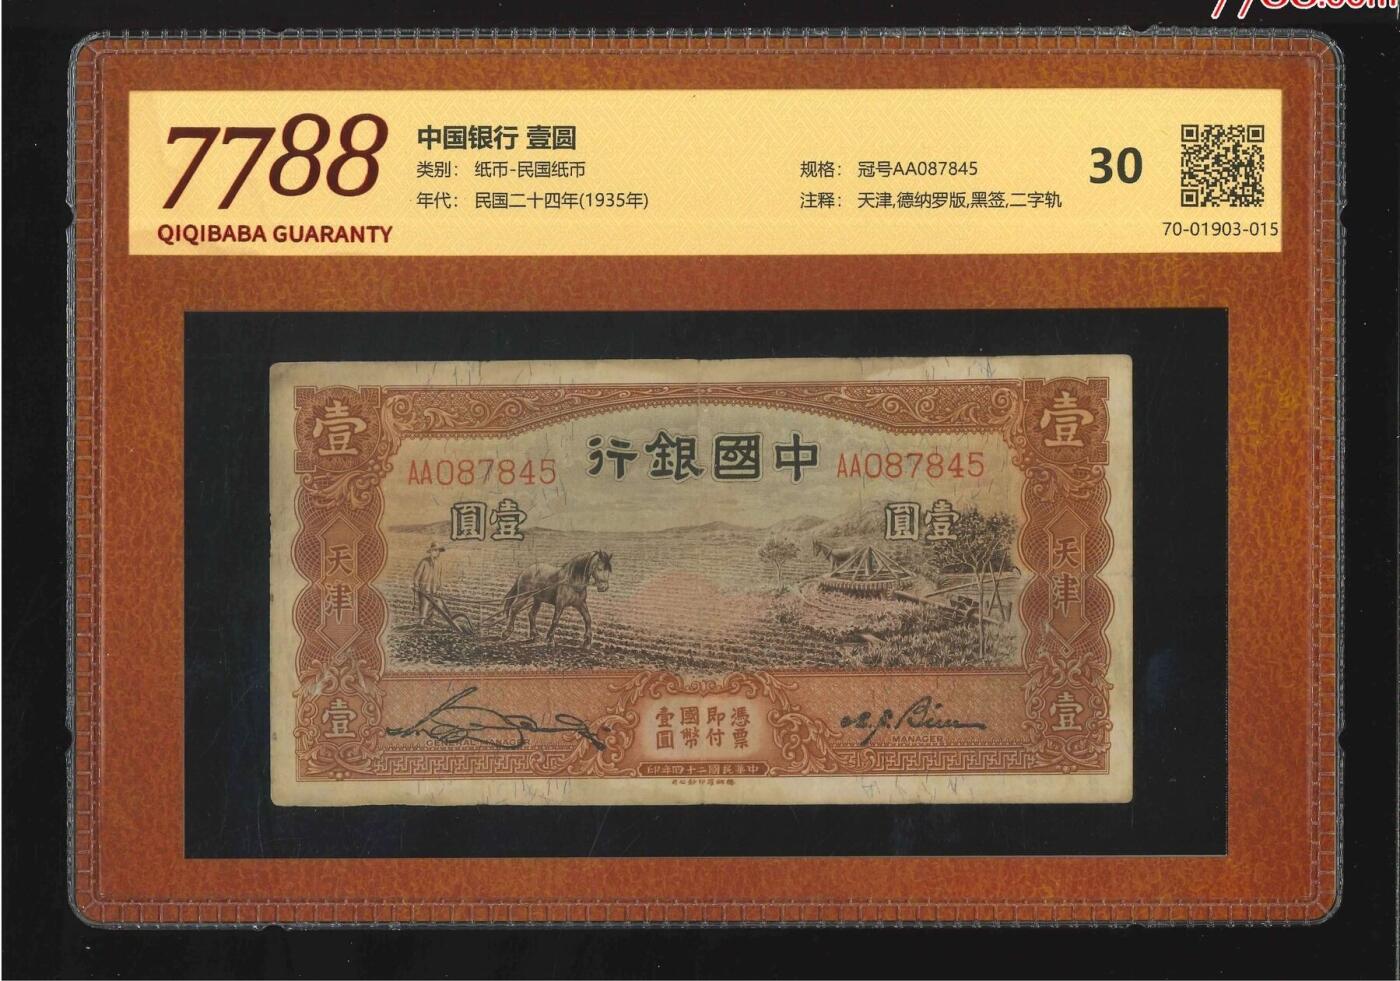 7788
QIQIBABA GUARANTY
中国银行 壹圆
类别： 纸币-民国纸币
年代： 民国二十四年(1935年)
规格： 冠号AA087845
注释： 天津,德纳罗版,黑签,二字轨
30
70-01903-015
壹
壹
行銀國中
AA087845
AA087845
圓壹
圓壹
天津
天津
壹
壹
GENERAL MANAGER
MANAGER
憑票
即付
國幣
壹圓
印年四十二國民華中